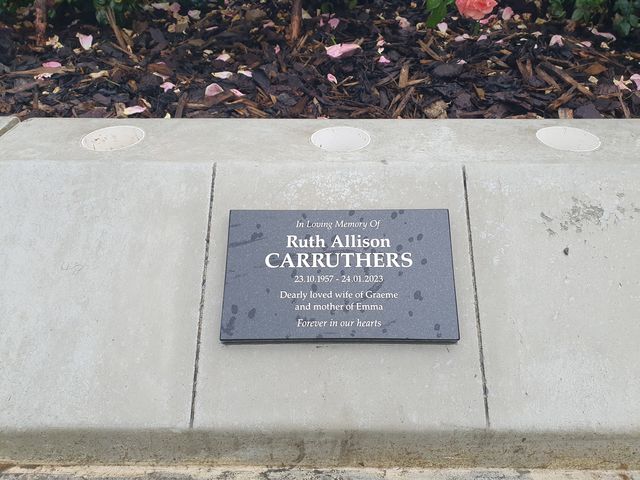 In Loving Memory Of
Ruth Allison
CARRUTHERS
23.10.1957 - 24.01.2023
Dearly loved wife of Graeme
and mother of Emma
Forever in our hearts